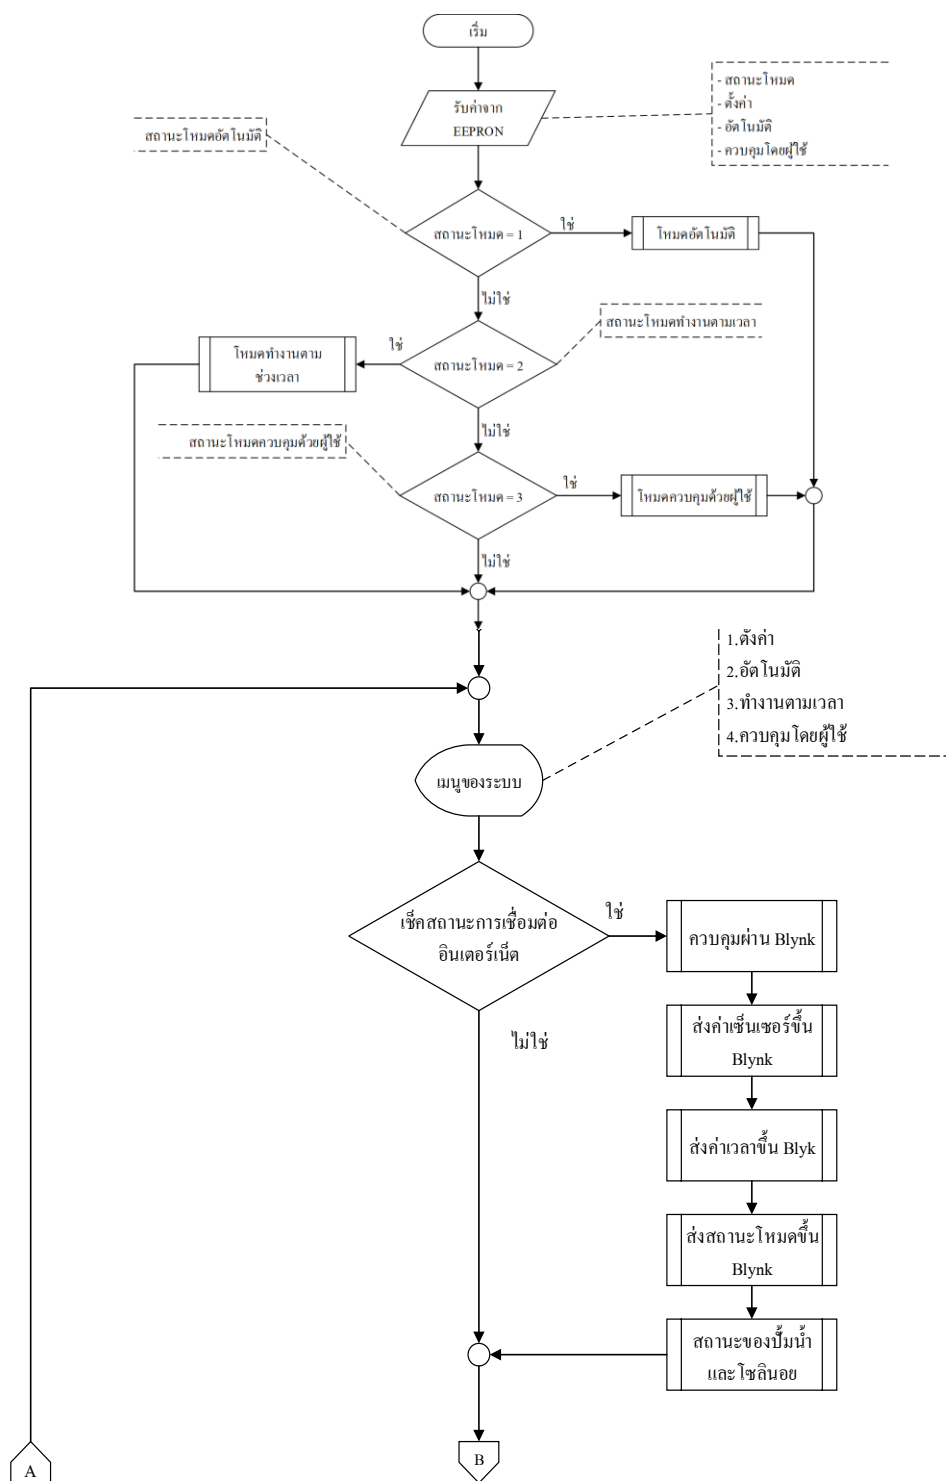 เริ่ม
รับค่าจาก
EEPRON
- สถานะโหมด
- ตั้งค่า
- อัตโนมัติ
- ควบคุมโดยผู้ใช้
สถานะโหมดอัตโนมัติ
สถานะโหมด = 1
ใช่
โหมดอัตโนมัติ
ไม่ใช่
สถานะโหมดทำงานตามเวลา
สถานะโหมด = 2
ใช่
โหมดทำงานตาม
ช่วงเวลา
ไม่ใช่
สถานะโหมดควบคุมด้วยผู้ใช้
สถานะโหมด = 3
ใช่
โหมดควบคุมด้วยผู้ใช้
ไม่ใช่
1.ตังค่า
2.อัตโนมัติ
3.ทำงานตามเวลา
4.ควบคุมโดยผู้ใช้
เมนูของระบบ
เช็คสถานะการเชื่อมต่อ
อินเตอร์เน็ต
ใช่
ควบคุมผ่าน Blynk
ไม่ใช่
ส่งค่าเซ็นเซอร์ขึ้น
Blynk
ส่งค่าเวลาขึ้น Blyk
ส่งสถานะโหมดขึ้น
Blynk
สถานะของปั้มน้ำ
และโซลินอย
A
B